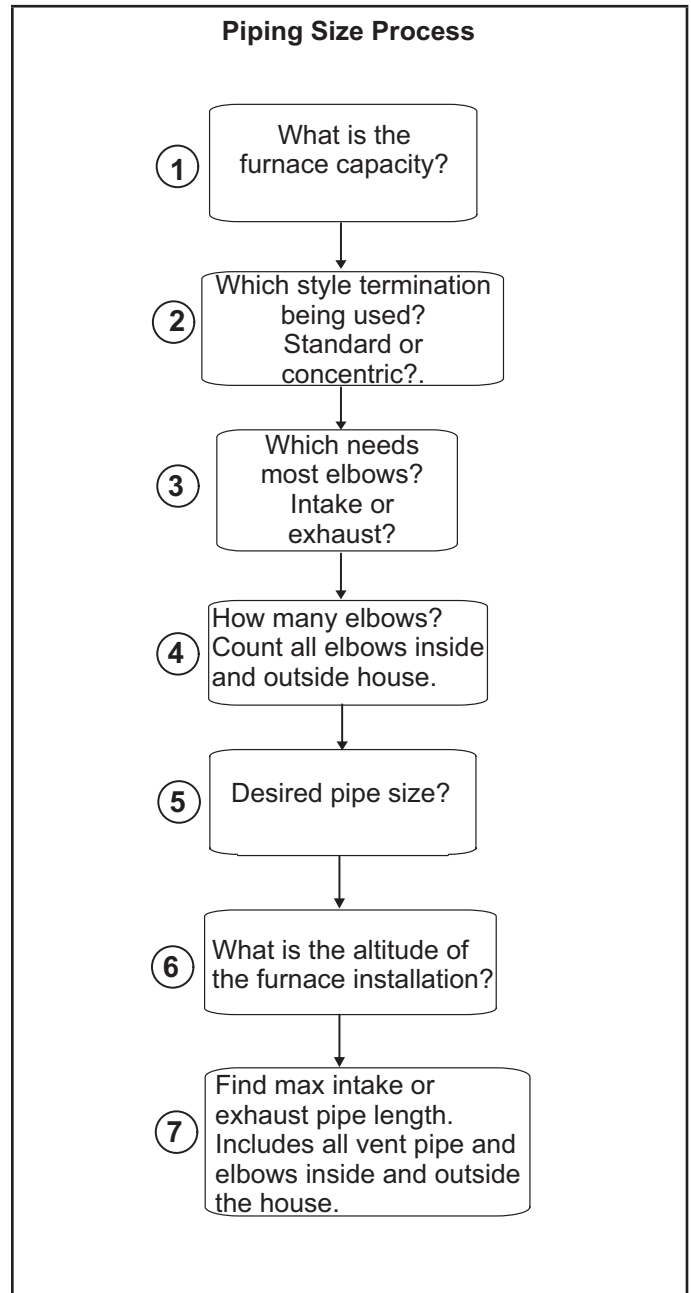 Piping Size Process
1
What is the
furnace capacity?
2
Which style termination
being used?
Standard or
concentric?.
3
Which needs
most elbows?
Intake or
exhaust?
4
How many elbows?
Count all elbows inside
and outside house.
5
Desired pipe size?
6
What is the altitude of
the furnace installation?
7
Find max intake or
exhaust pipe length.
Includes all vent pipe and
elbows inside and outside
the house.